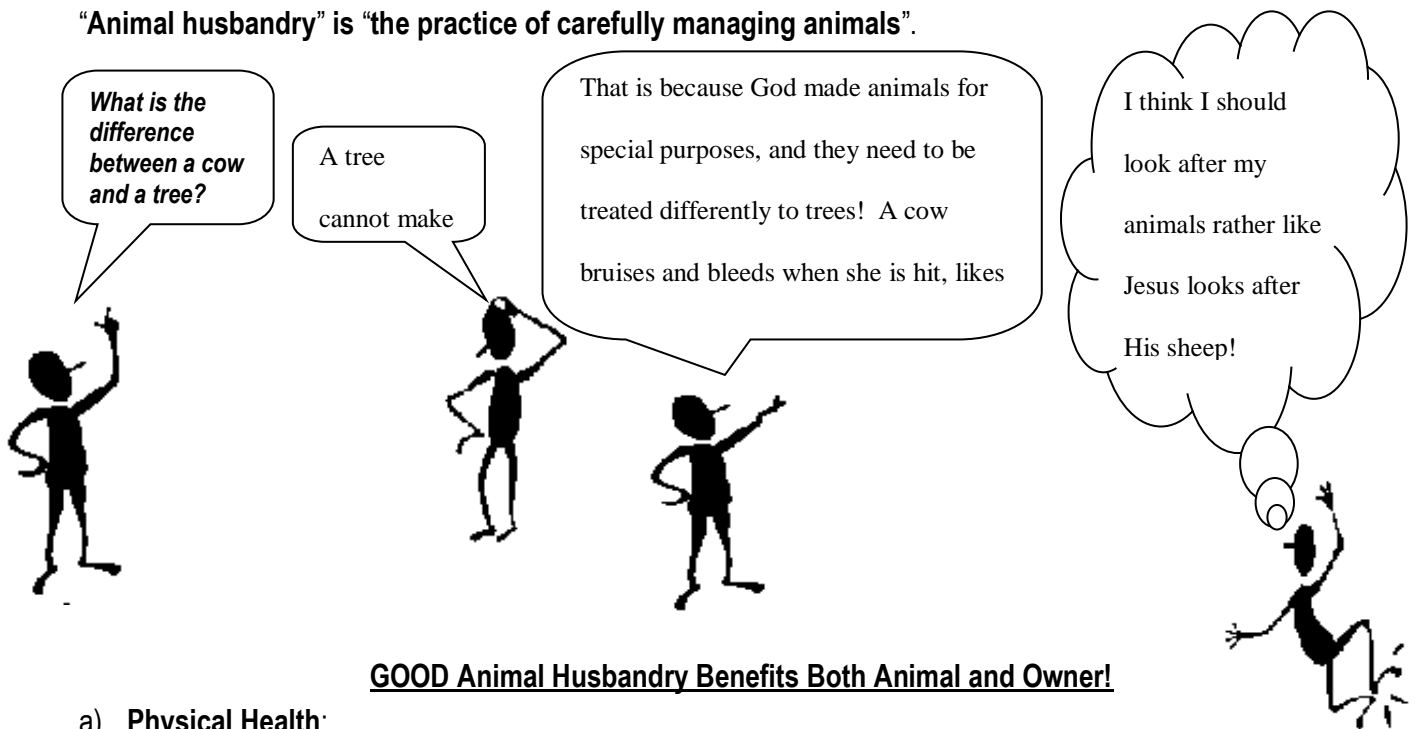 “Animal husbandry” is “the practice of carefully managing animals”.
What is the
difference
between a cow
and a tree?
A tree
cannot make
That is because God made animals for
special purposes, and they need to be
treated differently to trees!  A cow
bruises and bleeds when she is hit, likes
I think I should
look after my
animals rather like
Jesus looks after
His sheep!
GOOD Animal Husbandry Benefits Both Animal and Owner!
a) Physical Health: